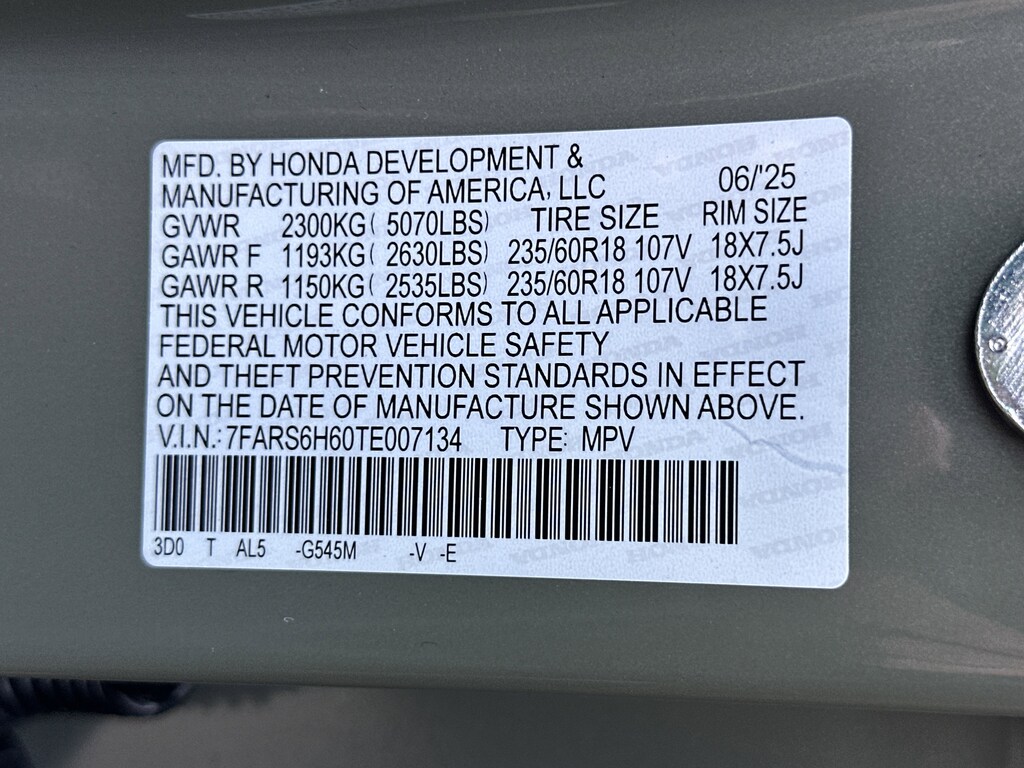 MFD. BY HONDA DEVELOPMENT &
MANUFACTURING OF AMERICA, LLC 06/'25
GVWR 2300KG( 5070LBS) TIRE SIZE RIM SIZE
GAWR F 1193KG( 2630LBS) 235/60R18 107V 18X7.5J
GAWR R 1150KG( 2535LBS) 235/60R18 107V 18X7.5J
THIS VEHICLE CONFORMS TO ALL APPLICABLE
FEDERAL MOTOR VEHICLE SAFETY
AND THEFT PREVENTION STANDARDS IN EFFECT
ON THE DATE OF MANUFACTURE SHOWN ABOVE.
V.I.N.: 7FARS6H60TE007134 TYPE: MPV
3D0 T AL5 -G545M -V -E